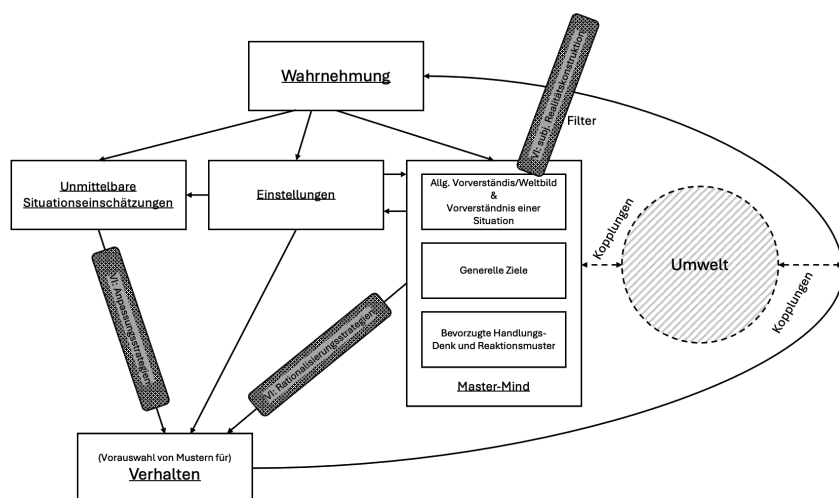 Wahrnehmung
VI: subj. Realitätskonstruktion
Filter
Unmittelbare
Situationseinschätzungen
Einstellungen
Allg. Vorverständis/Weltbild
&
Vorverständnis einer
Situation
Generelle Ziele
Bevorzugte Handlungs-
Denk und Reaktionsmuster
Master-Mind
Kopplungen
Umwelt
Kopplungen
VI: Anpassungsstrategien
VI: Rationalisierungsstrategien
(Vorauswahl von Mustern für)
Verhalten